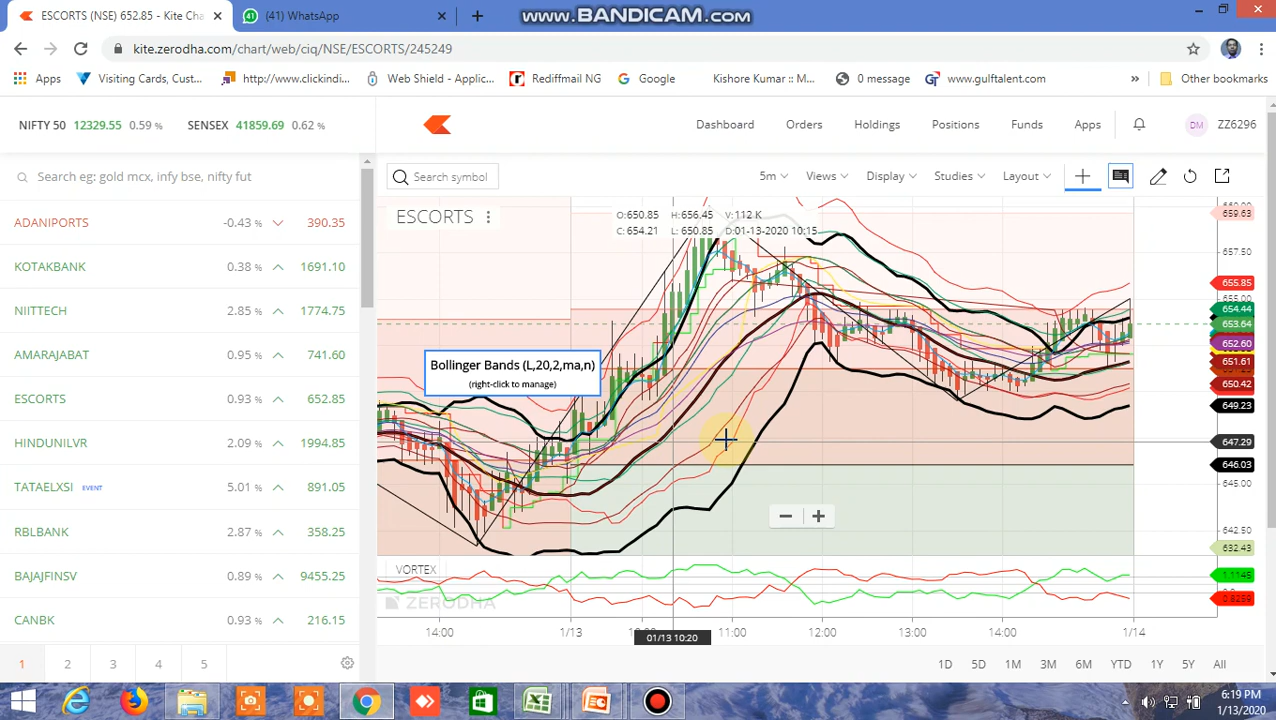 ESCORTS (NSE) 652.85 - Kite Cha
(41) WhatsApp
www.BANDICAM.com
kite.zerodha.com/chart/web/ciq/NSE/ESCORTS/245249
Apps
Visiting Cards, Cust...
http://www.clickindi...
Web Shield - Applic...
Rediffmail NG
Google
Kishore Kumar :: M...
0 message
www.gulftalent.com
»
Other bookmarks
NIFTY 50 12329.55 0.59 % SENSEX 41859.69 0.62 %
Dashboard Orders Holdings Positions Funds Apps DM ZZ6296
Search eg: gold mcx, infy bse, nifty fut
Search symbol
5m Views Display Studies Layout
ADANIPORTS -0.43 % 390.35
KOTAKBANK 0.38 % 1691.10
NIITTECH 2.85 % 1774.75
AMARAJABAT 0.95 % 741.60
ESCORTS 0.93 % 652.85
HINDUNILVR 2.09 % 1994.85
TATAELXSI EVENT 5.01 % 891.05
RBLBANK 2.87 % 358.25
BAJAJFINSV 0.89 % 9455.25
CANBK 0.93 % 216.15
1 2 3 4 5
ESCORTS
O: 650.85 H: 656.45 V: 112 K
C: 654.21 L: 650.85 D: 01-13-2020 10:15
Bollinger Bands (L,20,2,ma,n)
(right-click to manage)
659.63
657.50
655.85
655.00
654.44
653.64
652.60
651.61
650.42
649.23
647.29
646.03
645.00
642.50
632.43
1.1145
0.8259
VORTEX
ZERODHA
14:00 1/13 01/13 10:20 11:00 12:00 13:00 14:00 1/14
1D 5D 1M 3M 6M YTD 1Y 5Y All
6:19 PM
1/13/2020